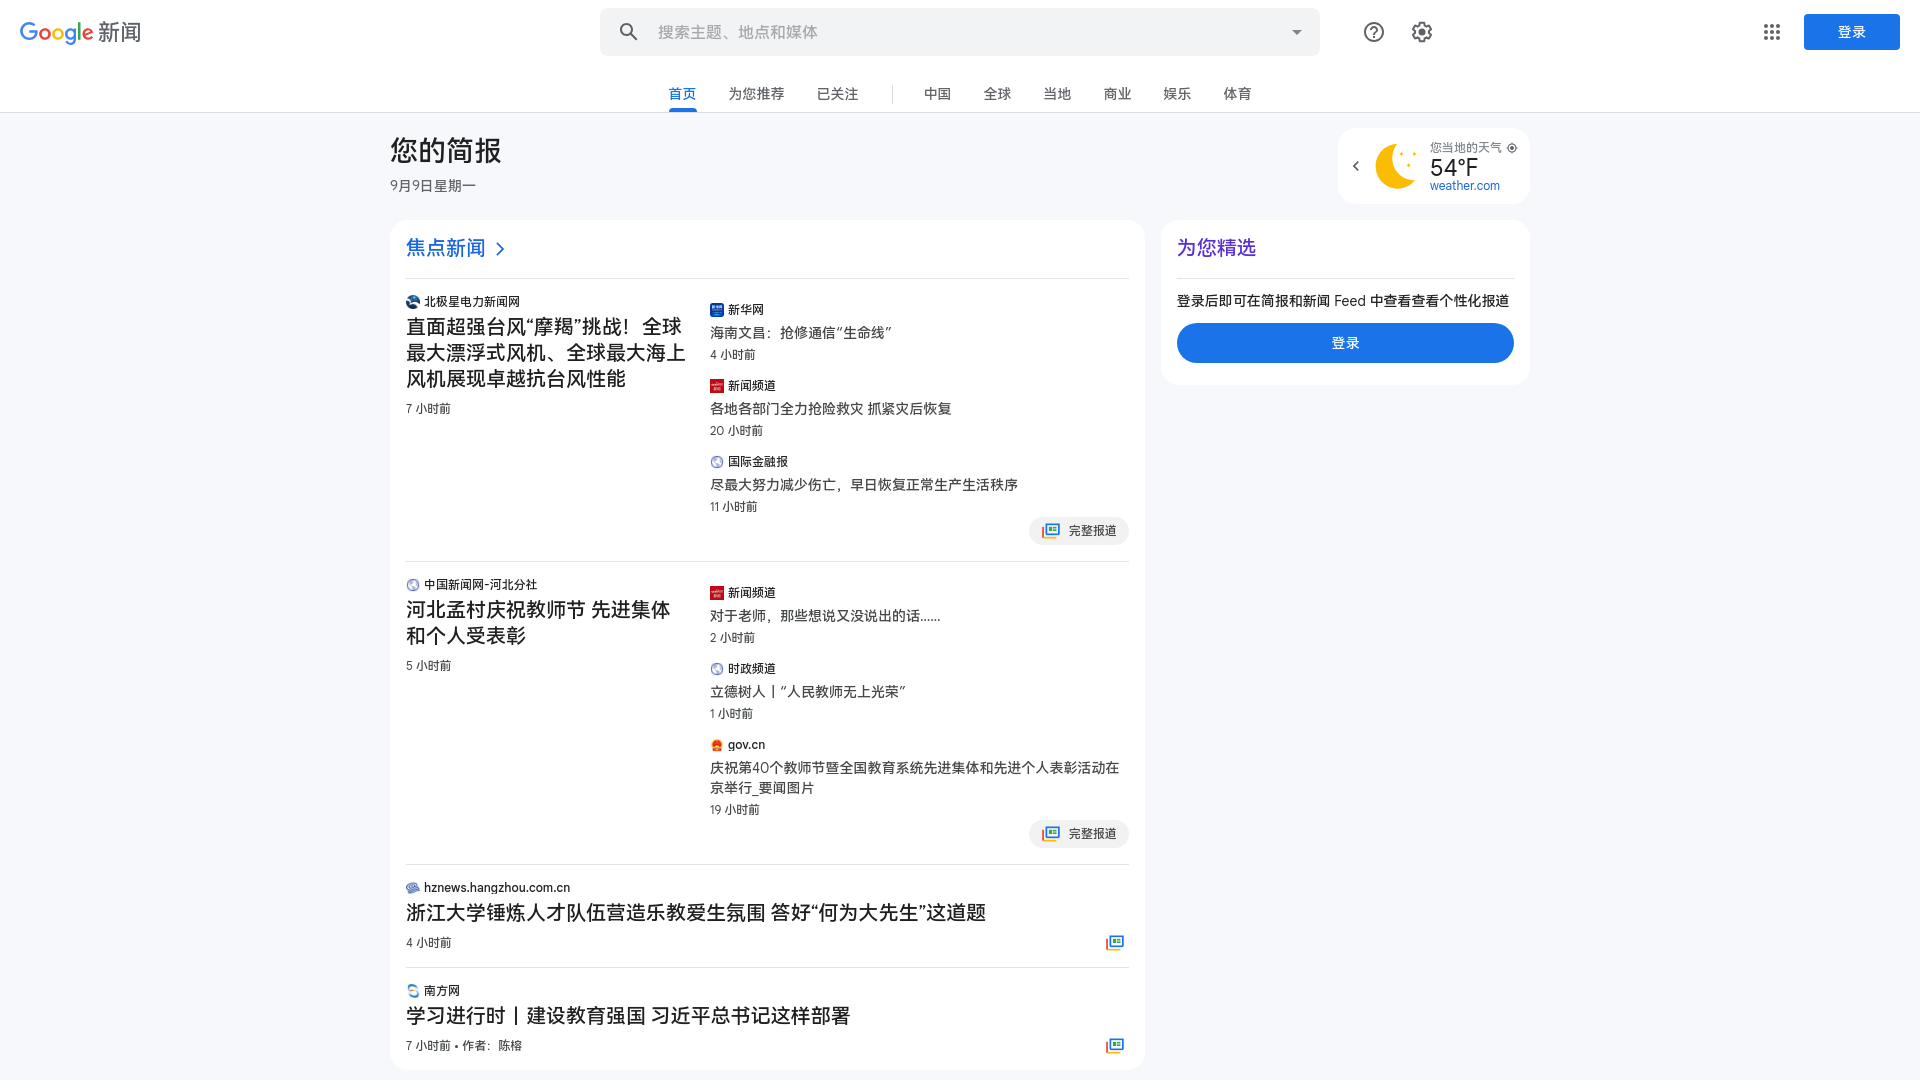 Google 新闻
搜索主题、地点和媒体
登录
首页 为您推荐 已关注 中国 全球 当地 商业 娱乐 体育
您的简报
9月9日星期一
您当地的天气
54°F
weather.com
焦点新闻
北极星电力新闻网
直面超强台风“摩羯”挑战！全球
最大漂浮式风机、全球最大海上
风机展现卓越抗台风性能
7 小时前
新华网
海南文昌：抢修通信“生命线”
4 小时前
新闻频道
各地各部门全力抢险救灾 抓紧灾后恢复
20 小时前
国际金融报
尽最大努力减少伤亡，早日恢复正常生产生活秩序
11 小时前
完整报道
中国新闻网-河北分社
河北孟村庆祝教师节 先进集体
和个人受表彰
5 小时前
新闻频道
对于老师，那些想说又没说出的话……
2 小时前
时政频道
立德树人丨“人民教师无上光荣”
1 小时前
gov.cn
庆祝第40个教师节暨全国教育系统先进集体和先进个人表彰活动在
京举行_要闻图片
19 小时前
完整报道
hznews.hangzhou.com.cn
浙江大学锤炼人才队伍营造乐教爱生氛围 答好“何为大先生”这道题
4 小时前
南方网
学习进行时丨建设教育强国 习近平总书记这样部署
7 小时前 • 作者：陈榕
为您精选
登录后即可在简报和新闻 Feed 中查看查看个性化报道
登录